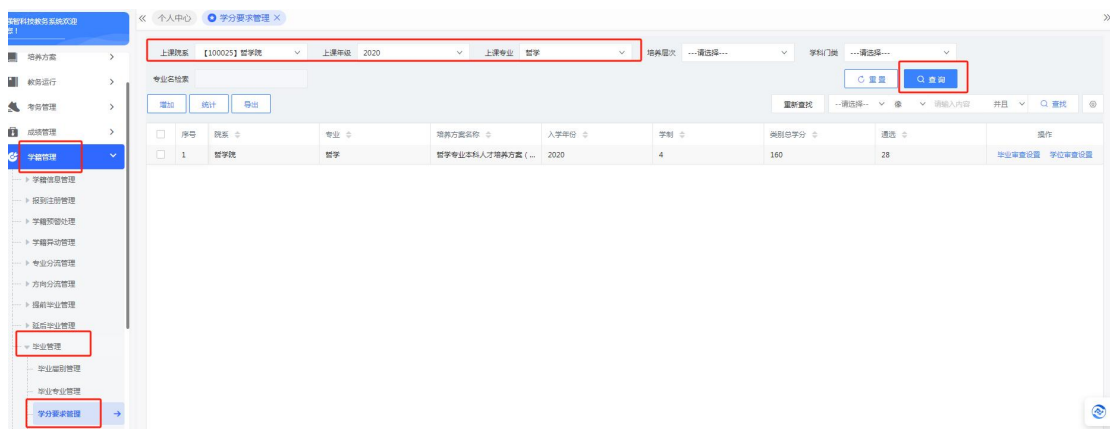 强智科技教务系统欢迎
您！
培养方案
教务运行
考务管理
成绩管理
学籍管理
学籍信息管理
报到注册管理
学籍预警处理
学籍异动管理
专业分流管理
方向分流管理
提前毕业管理
延后毕业管理
毕业管理
毕业届别管理
毕业专业管理
学分要求管理
个人中心 学分要求管理 ×
上课院系 【100025】哲学院 上课年级 2020 上课专业 哲学 培养层次 ---请选择--- 学科门类 ---请选择---
专业名检索 重置 查询
增加 统计 导出 重新查找 --请选择-- 像 请输入内容 并且 查找
序号 院系 专业 培养方案名称 入学年份 学制 类别总学分 通选 操作
1 哲学院 哲学 哲学专业本科人才培养方案 (... 2020 4 160 28 毕业审查设置 学位审查设置